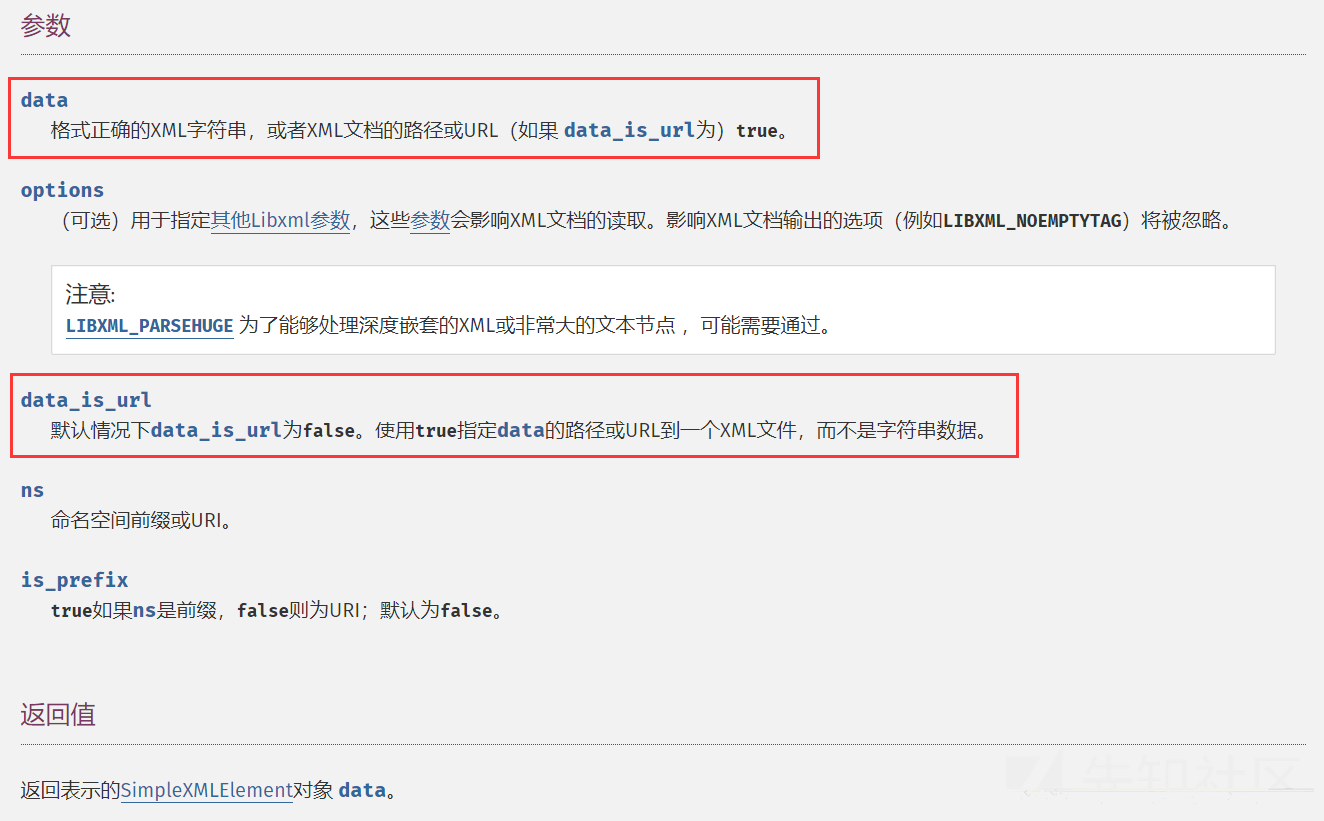 参数
data
格式正确的XML字符串，或者XML文档的路径或URL（如果 data_is_url为）true。
options
（可选）用于指定其他Libxml参数，这些参数会影响XML文档的读取。影响XML文档输出的选项（例如LIBXML_NOEMPTYTAG）将被忽略。
注意:
LIBXML_PARSEHUGE 为了能够处理深度嵌套的XML或非常大的文本节点 ，可能需要通过。
data_is_url
默认情况下data_is_url为false。使用true指定data的路径或URL到一个XML文件，而不是字符串数据。
ns
命名空间前缀或URI。
is_prefix
true如果ns是前缀，false则为URI；默认为false。
返回值
返回表示的SimpleXMLElement对象 data。
先知社区